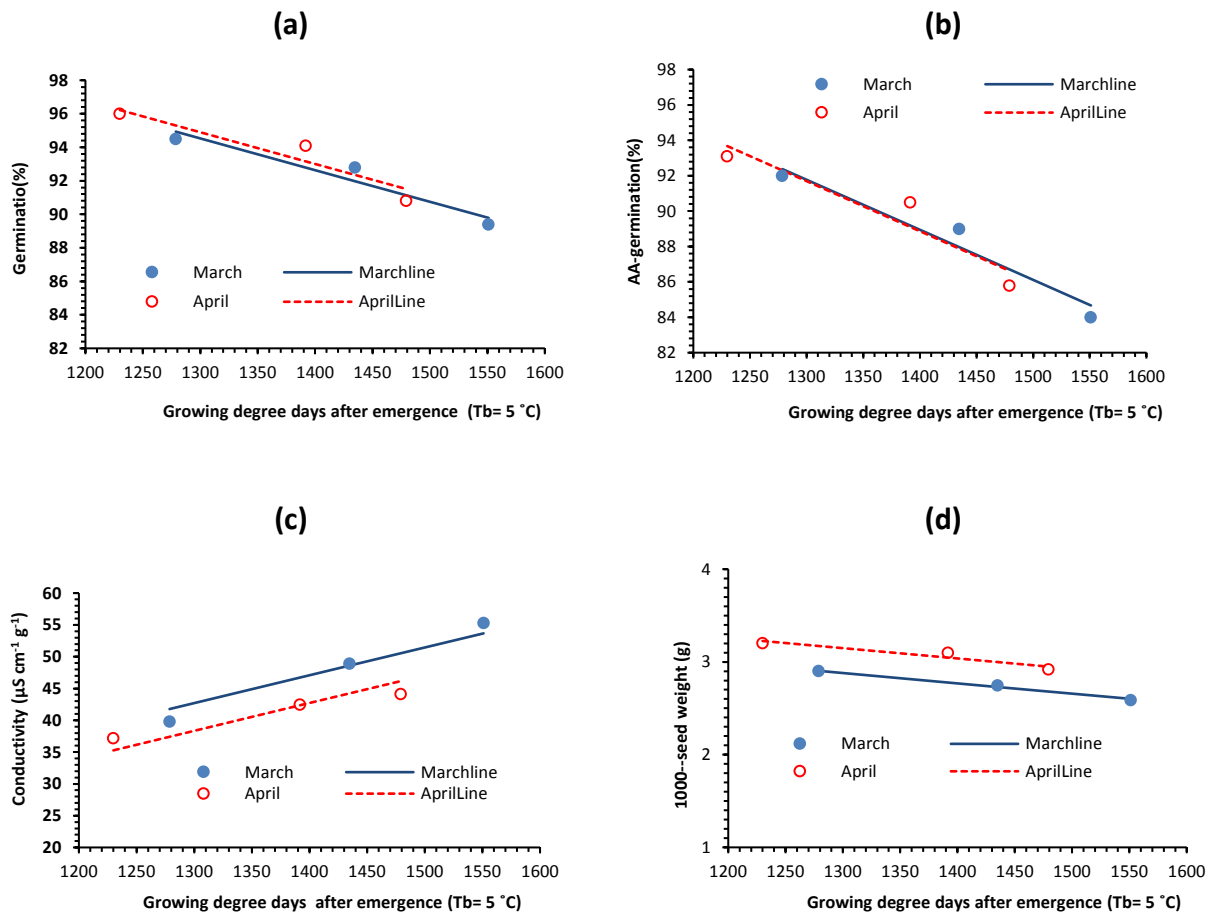 (a)
98
96
94
92
90
88
86
84
82
Germinatio(%)
March
Marchline
April
AprilLine
1200 1250 1300 1350 1400 1450 1500 1550 1600
Growing degree days after emergence (Tb= 5 ˚C)
(b)
98
96
94
92
90
88
86
84
82
AA-germination(%)
March
Marchline
April
AprilLine
1200 1250 1300 1350 1400 1450 1500 1550 1600
Growing degree days after emergence (Tb= 5 ˚C)
(c)
60
55
50
45
40
35
30
25
20
Conductivity (µS cm⁻¹ g⁻¹)
March
Marchline
April
AprilLine
1200 1250 1300 1350 1400 1450 1500 1550 1600
Growing degree days after emergence (Tb= 5 ˚C)
(d)
4
3
2
1
1000--seed weight (g)
March
Marchline
April
AprilLine
1200 1250 1300 1350 1400 1450 1500 1550 1600
Growing degree days after emergence (Tb= 5 ˚C)